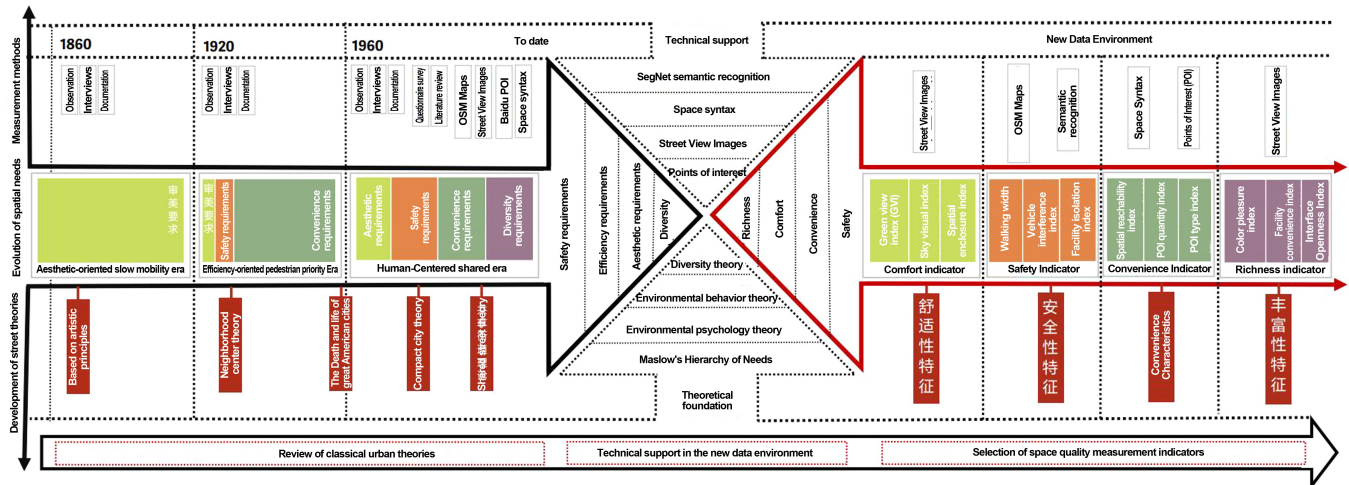 Measurement methods
Evolution of spatial needs
Development of street theories
1860
1920
1960
To date
Technical support
New Data Environment
Observation
Interviews
Documentation
Observation
Interviews
Documentation
Observation
Interviews
Documentation
Questionnaire survey
Literature review
OSM Maps
Street View Images
Baidu POI
Space syntax
SegNet semantic recognition
Space syntax
Street View Images
Points of interest
Street View Images
OSM Maps
Semantic
recognition
Space Syntax
Points of Interest (POI)
Street View Images
审美要求
审美要求
Safety requirements
Convenience
requirements
Aesthetic
requirements
Safety
requirements
Convenience
requirements
Diversity
requirements
Aesthetic-oriented slow mobility era
Efficiency-oriented pedestrian priority Era
Human-Centered shared era
Safety requirements
Efficiency requirements
Aesthetic requirements
Diversity
Richness
Comfort
Convenience
Safety
Green view
index (GVI)
Sky visual index
Spatial
enclosure index
Comfort indicator
Walking width
Vehicle
interference
index
Facility isolation
index
Safety Indicator
Spatial reachability
index
POI quantity index
POI type index
Convenience Indicator
Color pleasure
index
Facility
convenience index
Interface
Openness Index
Richness indicator
Diversity theory
Environmental behavior theory
Environmental psychology theory
Maslow's Hierarchy of Needs
Theoretical
foundation
Based on artistic
principles
Neighborhood
center theory
The Death and life of
great American cities
Compact city theory
舒适性特征
安全性特征
Convenience
Characteristics
丰富性特征
Review of classical urban theories
Technical support in the new data environment
Selection of space quality measurement indicators